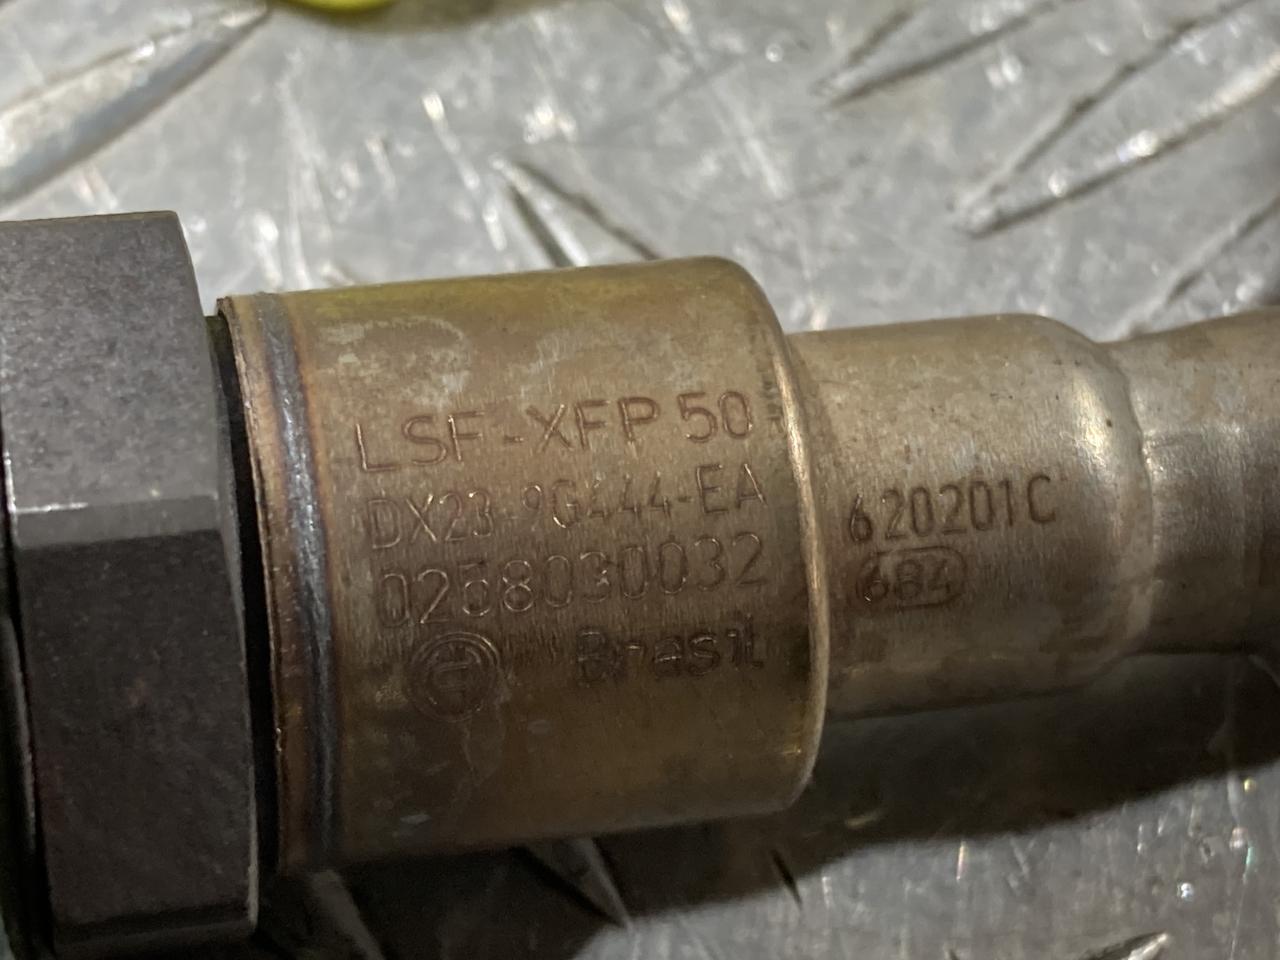 LSF-XFP 50
DX23-9G444-EA
0258030032
Brasil
620201C
684